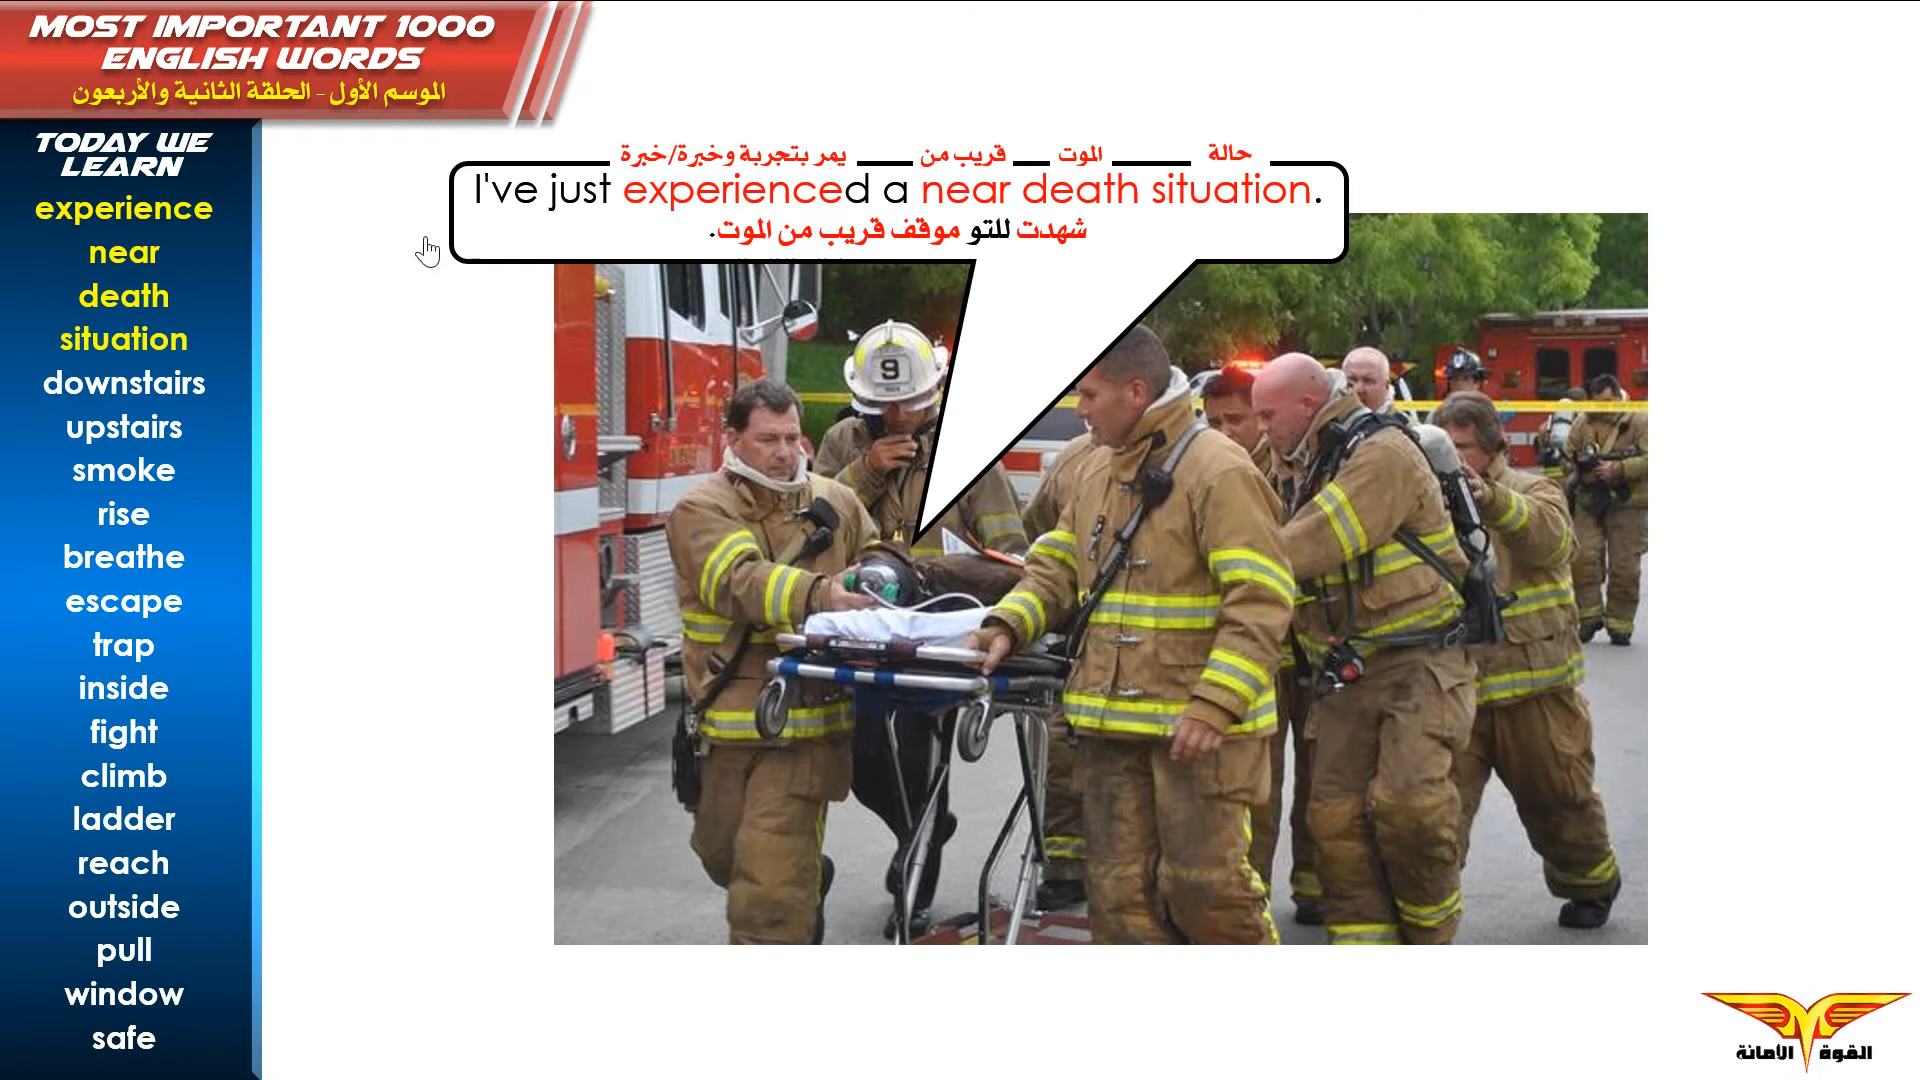 MOST IMPORTANT 1000
ENGLISH WORDS
الموسم الأول - الحلقة الثانية والأربعون
TODAY WE
LEARN
experience
near
death
situation
downstairs
upstairs
smoke
rise
breathe
escape
trap
inside
fight
climb
ladder
reach
outside
pull
window
safe
يمر بتجربة وخبرة/خبرة قريب من الموت حالة
I've just experienced a near death situation.
شهدت للتو موقف قريب من الموت.
9
القوة الأمانة